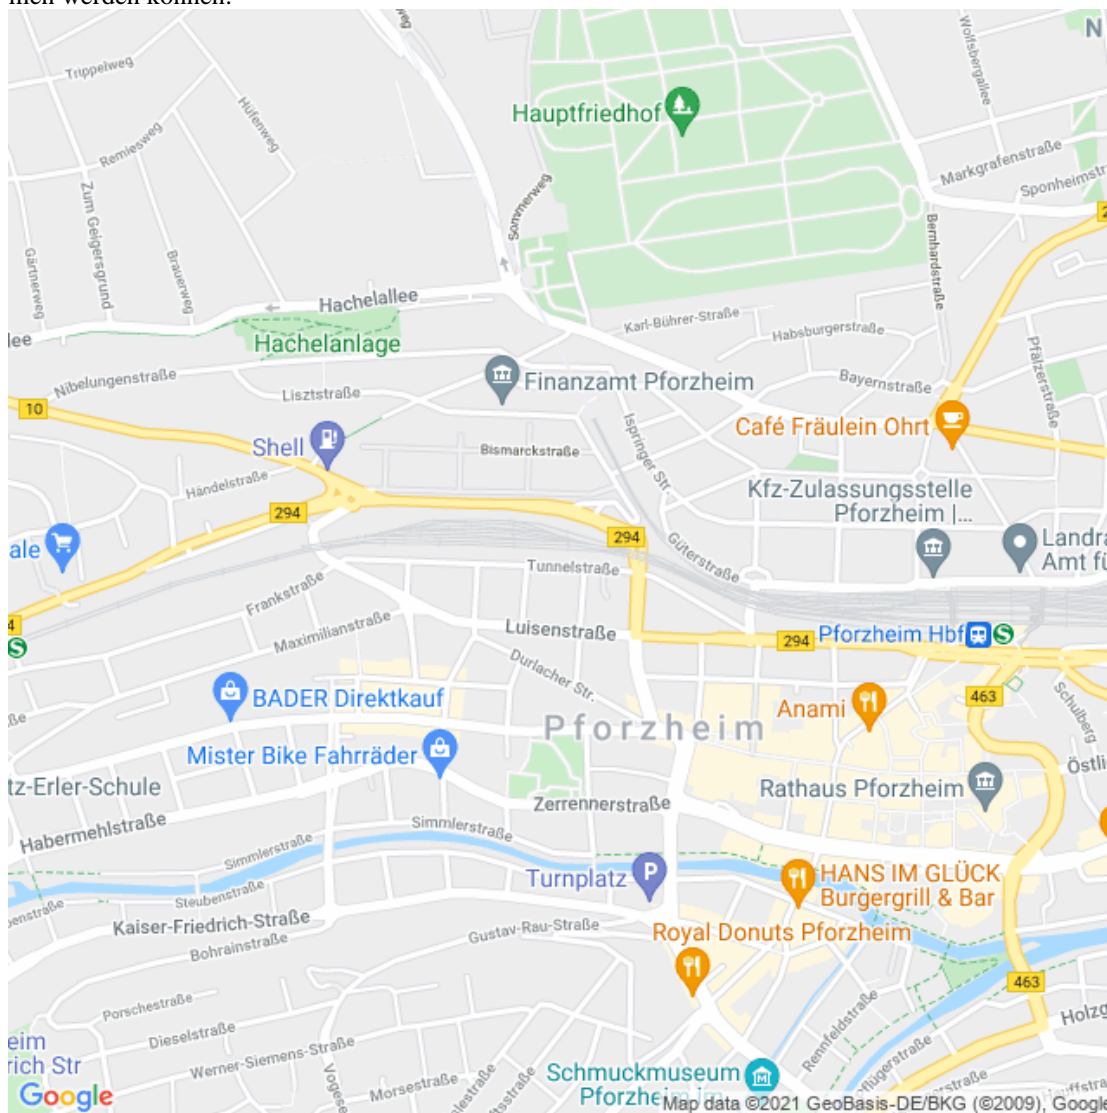 Trippelweg
Hüfenweg
Remiesweg
Zum Geigersgrund
Gärtnerweg
Brauerweg
Sommerweg
Hauptfriedhof
N
Wolfsbergallee
Markgrafenstraße
Sponheimstr
Bernhardstraße
Hachelallee
Hachelanlage
Karl-Bührer-Straße
Habsburgerstraße
Pfälzerstraße
Nibelungenstraße
Lisztstraße
Finanzamt Pforzheim
Bayernstraße
10
Shell
Bismarckstraße
Ispringer Str.
Café Fräulein Ohrt
Händelstraße
294
Kfz-Zulassungsstelle
Pforzheim |...
294
Güterstraße
Landra
Amt fü
ale
Tunnelstraße
Frankstraße
Maximilianstraße
Luisenstraße
294
Pforzheim Hbf
S
4
S
Durlacher Str.
BADER Direktkauf
463
Schulberg
Anami
Pforzheim
Mister Bike Fahrräder
Östli
tz-Erler-Schule
Rathaus Pforzheim
Zerrennerstraße
Habermehlstraße
Simmlerstraße
Simmlerstraße
Turnplatz
P
HANS IM GLÜCK
Burgergrill & Bar
Steubenstraße
Kaiser-Friedrich-Straße
Gustav-Rau-Straße
Royal Donuts Pforzheim
Bohrainstraße
463
Porschestraße
Holzg
Dieselstraße
Rennfeldstraße
eim
rich Str
Werner-Siemens-Straße
Schmuckmuseum
Pforzheim im
Morsestraße
Google
Map data ©2021 GeoBasis-DE/BKG (©2009), Google